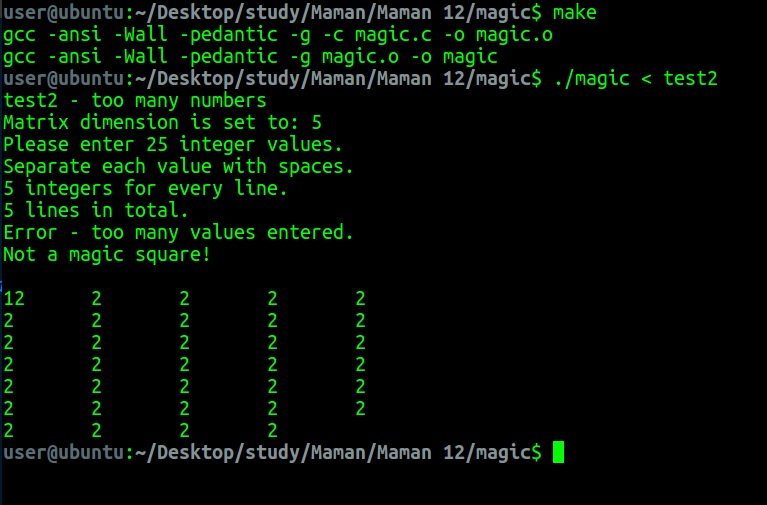 user@ubuntu:~/Desktop/study/Maman/Maman 12/magic$ make
gcc -ansi -Wall -pedantic -g -c magic.c -o magic.o
gcc -ansi -Wall -pedantic -g magic.o -o magic
user@ubuntu:~/Desktop/study/Maman/Maman 12/magic$ ./magic < test2
test2 - too many numbers
Matrix dimension is set to: 5
Please enter 25 integer values.
Separate each value with spaces.
5 integers for every line.
5 lines in total.
Error - too many values entered.
Not a magic square!
12 2 2 2 2
2 2 2 2 2
2 2 2 2 2
2 2 2 2 2
2 2 2 2 2
2 2 2 2 2
2 2 2 2
user@ubuntu:~/Desktop/study/Maman/Maman 12/magic$